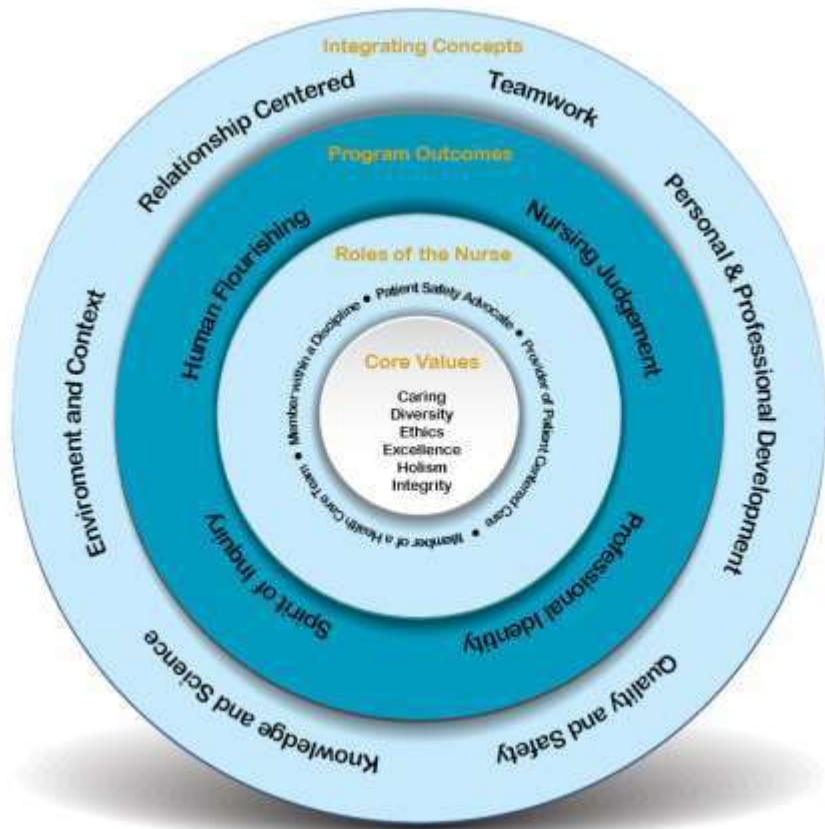 Integrating Concepts
Relationship Centered
Teamwork
Personal & Professional Development
Quality and Safety
Knowledge and Science
Enviroment and Context
Program Outcomes
Human Flourishing
Nursing Judgement
Professional Identity
Spirit of Inquiry
Roles of the Nurse
Member within a Discipline • Patient Safety Advocate • Provider of Patient Centered Care • Member of a Health Care Team •
Core Values
Caring
Diversity
Ethics
Excellence
Holism
Integrity